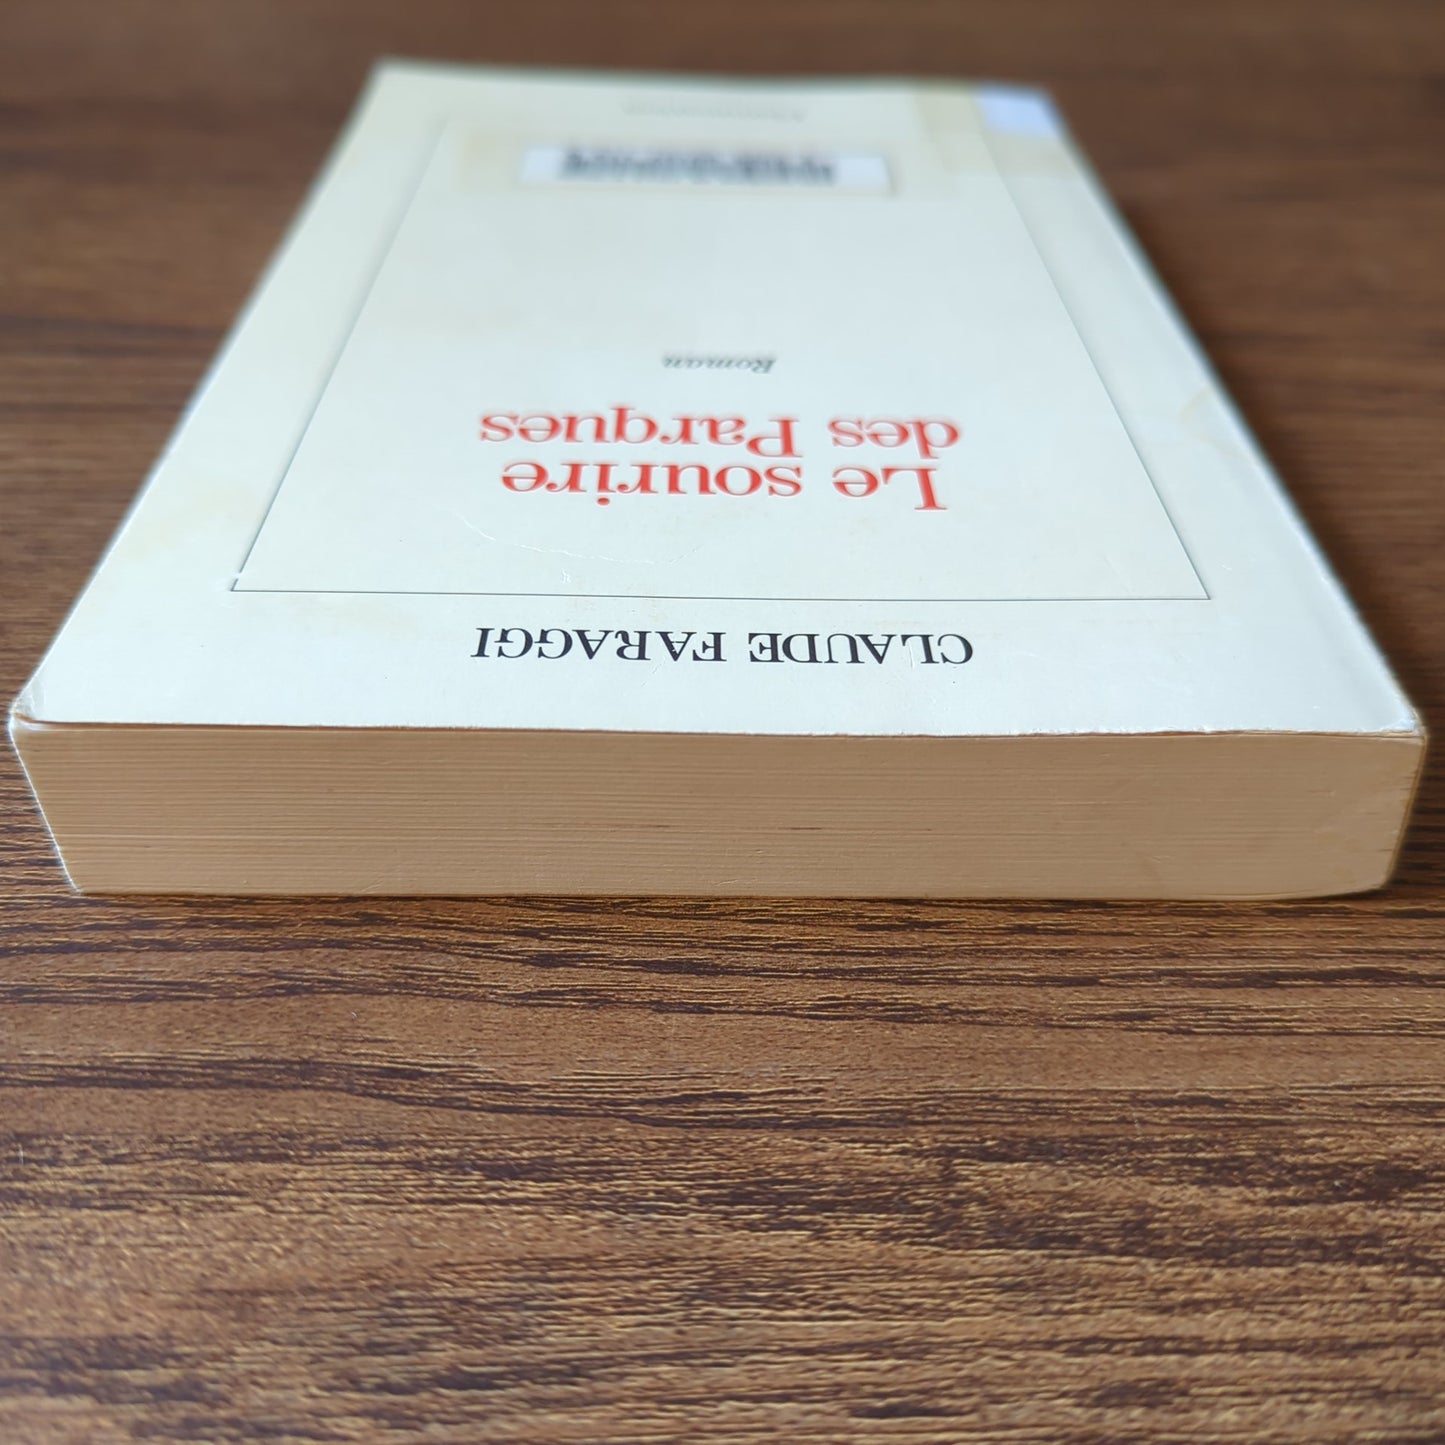 CLAUDE FARAGGI
Le sourire
des Parques
Roman